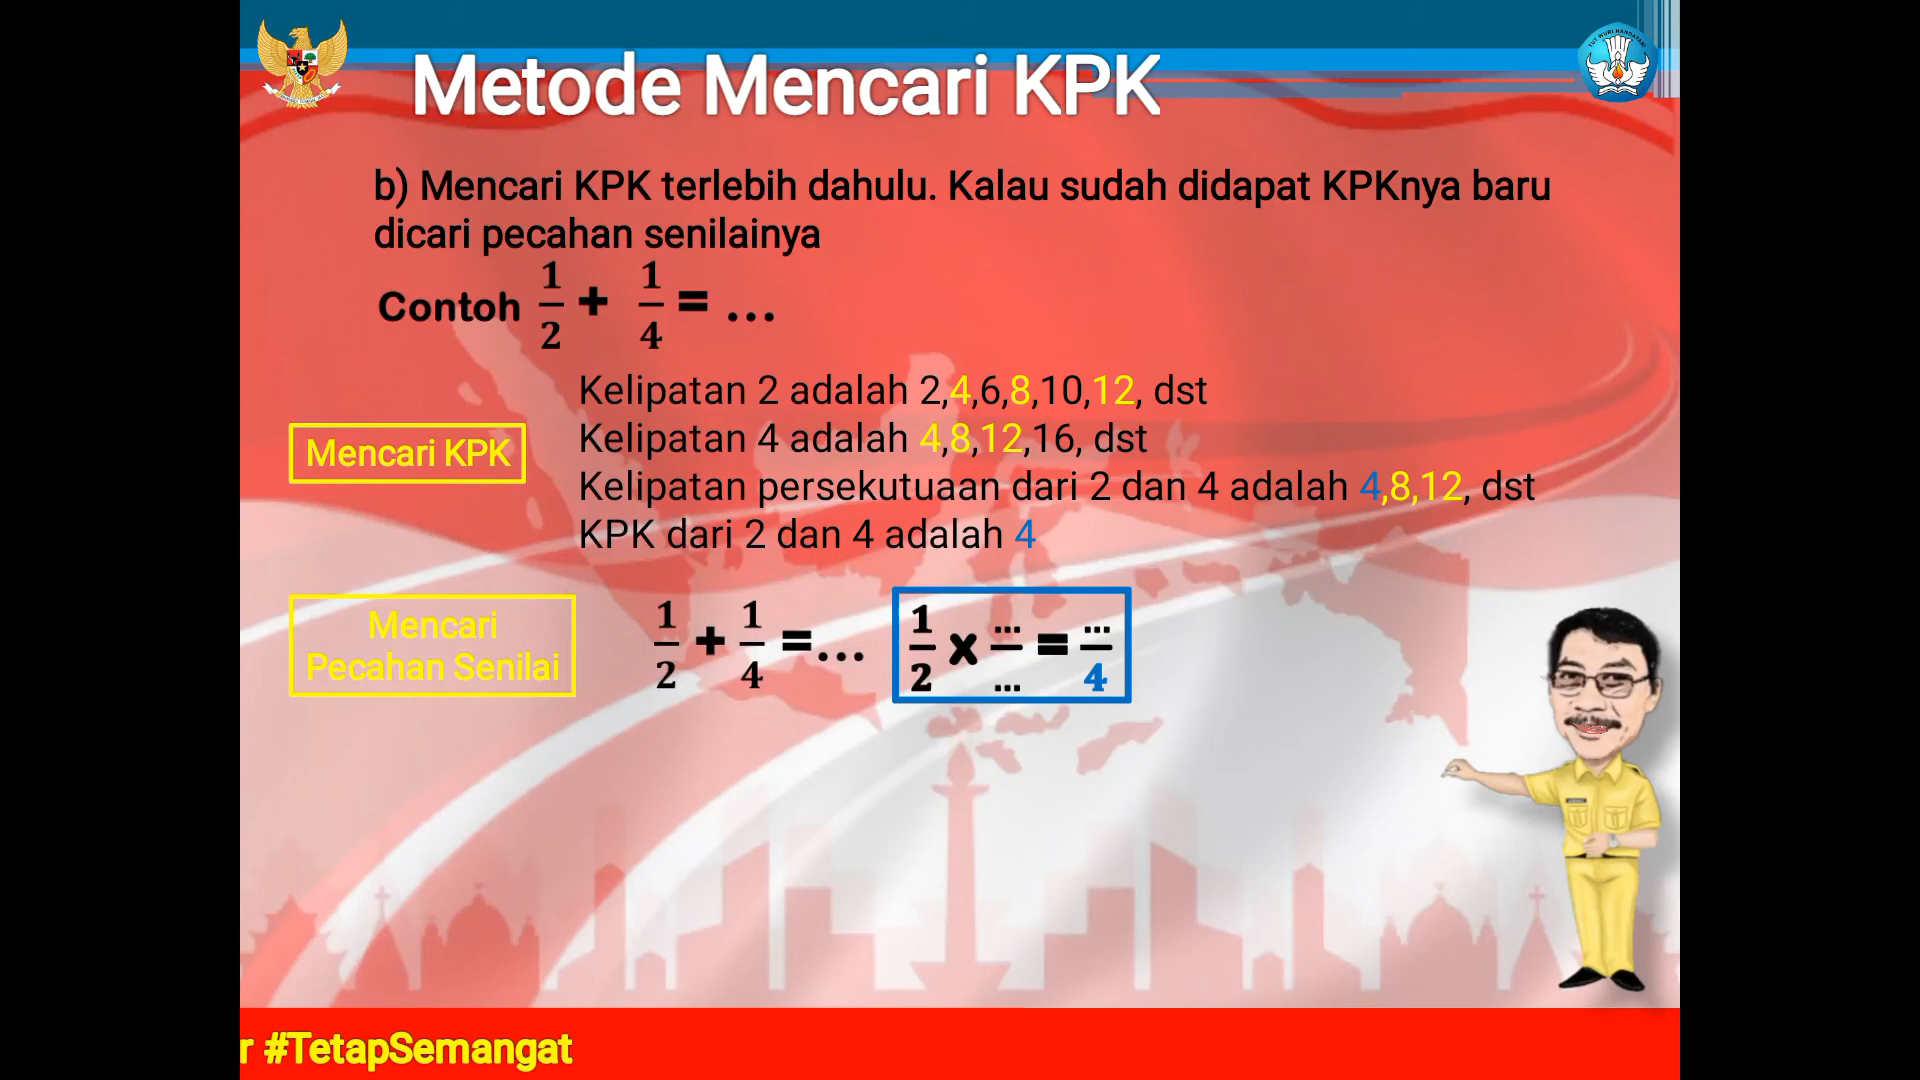 Metode Mencari KPK
b) Mencari KPK terlebih dahulu. Kalau sudah didapat KPKnya baru
dicari pecahan senilainya
Contoh 1/2 + 1/4 = ...
Kelipatan 2 adalah 2,4,6,8,10,12, dst
Kelipatan 4 adalah 4,8,12,16, dst
Mencari KPK
Kelipatan persekutuaan dari 2 dan 4 adalah 4,8,12, dst
KPK dari 2 dan 4 adalah 4
Mencari
Pecahan Senilai
1/2 + 1/4 =...
1/2 x .../... = .../4
r #TetapSemangat
TUT WURI HANDAYANI